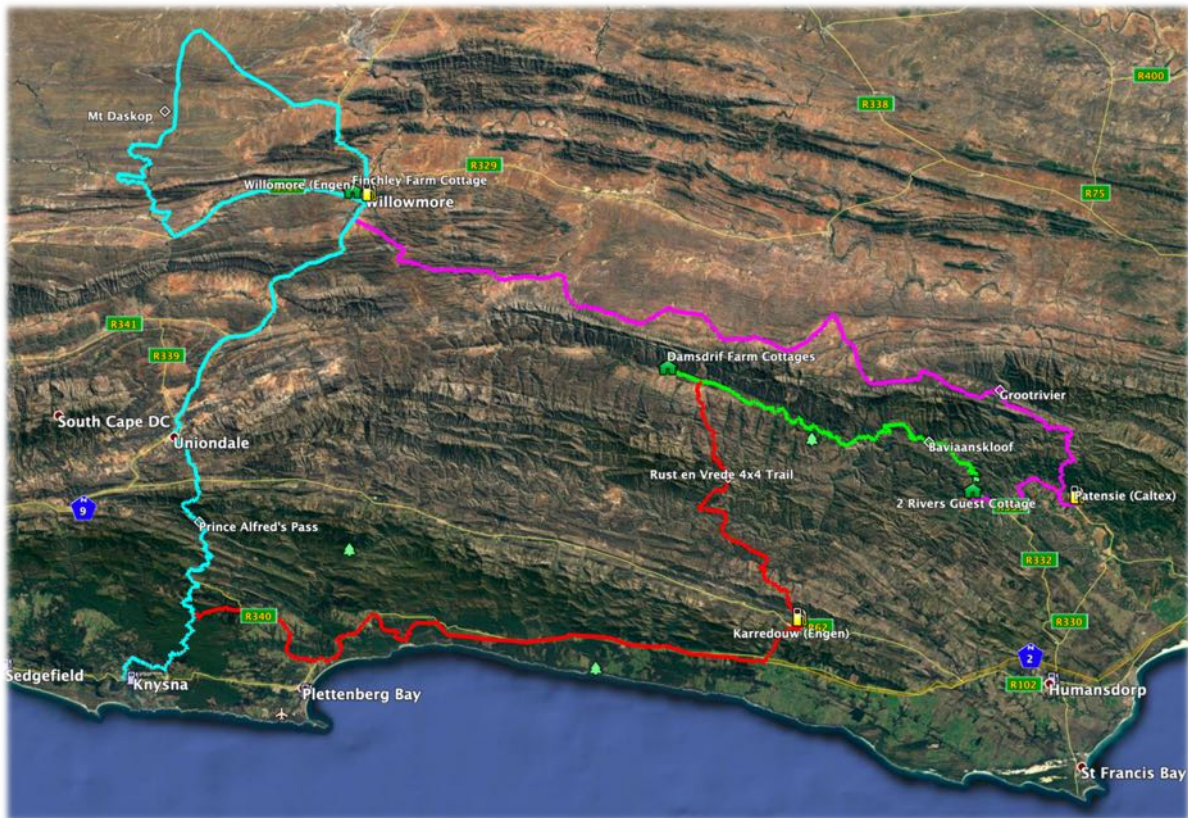 R400
R338
Mt Daskop
R329
Willomore (Engen)
Finchley Farm Cottage
R75
Willowmore
R341
R339
Damsdrif Farm Cottages
Grootrivier
South Cape DC
Uniondale
Baviaanskloof
Rust en Vrede 4x4 Trail
2 Rivers Guest Cottage
Patensie (Caltex)
N
9
Prince Alfred's Pass
R332
R340
R62
R330
Karredouw (Engen)
N
2
Sedgefield
Knysna
R102
Humansdorp
Plettenberg Bay
St Francis Bay